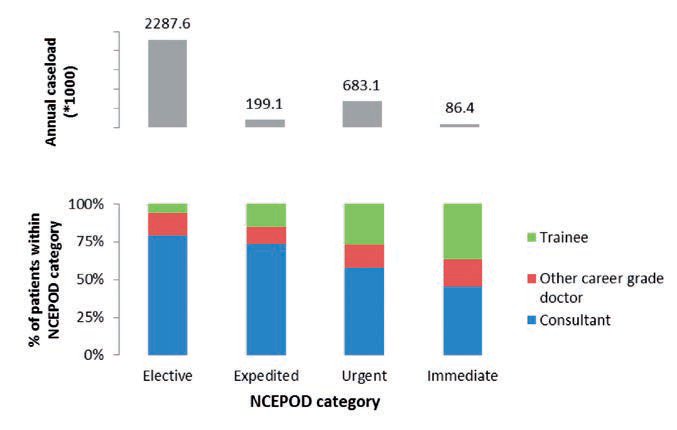 2287.6
199.1
683.1
86.4
Annual caseload
(*1000)
100%
75%
50%
25%
0%
% of patients within
NCEPOD category
Trainee
Other career grade
doctor
Consultant
Elective
Expedited
Urgent
Immediate
NCEPOD category